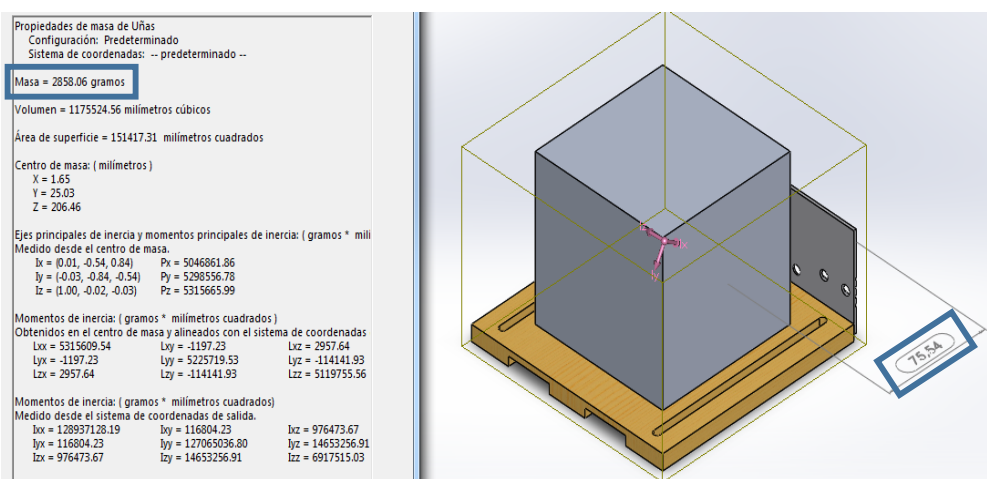 Propiedades de masa de Uñas
Configuración: Predeterminado
Sistema de coordenadas: -- predeterminado --
Masa = 2858.06 gramos
Volumen = 1175524.56 milímetros cúbicos
Área de superficie = 151417.31 milímetros cuadrados
Centro de masa: ( milímetros )
X = 1.65
Y = 25.03
Z = 206.46
Ejes principales de inercia y momentos principales de inercia: ( gramos * mili
Medido desde el centro de masa.
Ix = (0.01, -0.54, 0.84) Px = 5046861.86
Iy = (-0.03, -0.84, -0.54) Py = 5298556.78
Iz = (1.00, -0.02, -0.03) Pz = 5315665.99
Momentos de inercia: ( gramos * milímetros cuadrados )
Obtenidos en el centro de masa y alineados con el sistema de coordenadas
Lxx = 5315609.54 Lxy = -1197.23 Lxz = 2957.64
Lyx = -1197.23 Lyy = 5225719.53 Lyz = -114141.93
Lzx = 2957.64 Lzy = -114141.93 Lzz = 5119755.56
Momentos de inercia: ( gramos * milímetros cuadrados)
Medido desde el sistema de coordenadas de salida.
Ixx = 128937128.19 Ixy = 116804.23 Ixz = 976473.67
Iyx = 116804.23 Iyy = 127065036.80 Iyz = 14653256.91
Izx = 976473.67 Izy = 14653256.91 Izz = 6917515.03
75,54